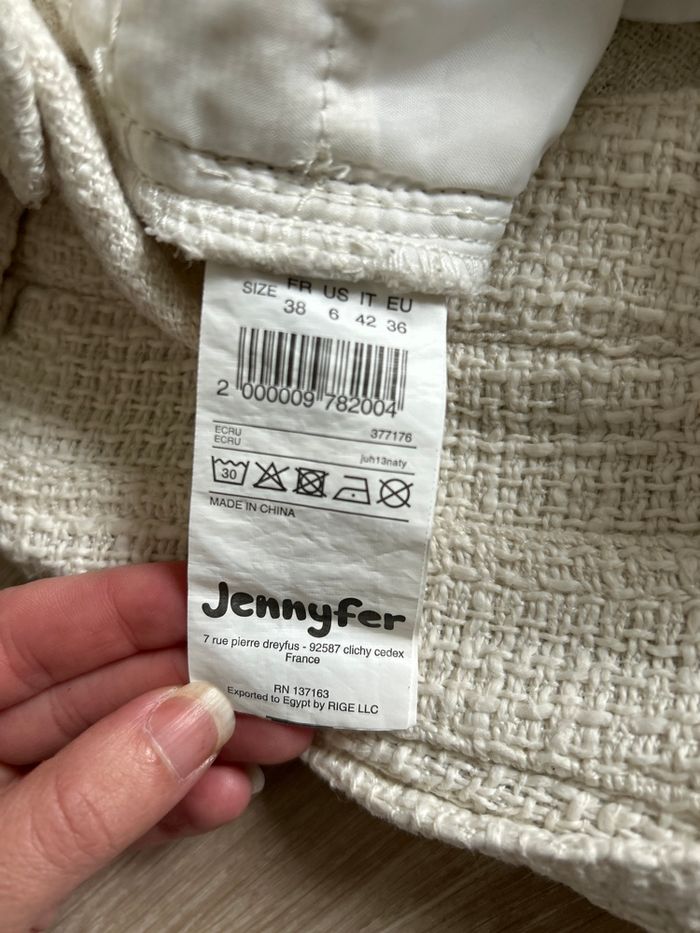 SIZE FR US IT EU
38 6 42 36
2 000009 782004
ECRU
ECRU 377176
juh13naty
30
MADE IN CHINA
Jennyfer
7 rue pierre dreyfus - 92587 clichy cedex
France
RN 137163
Exported to Egypt by RIGE LLC